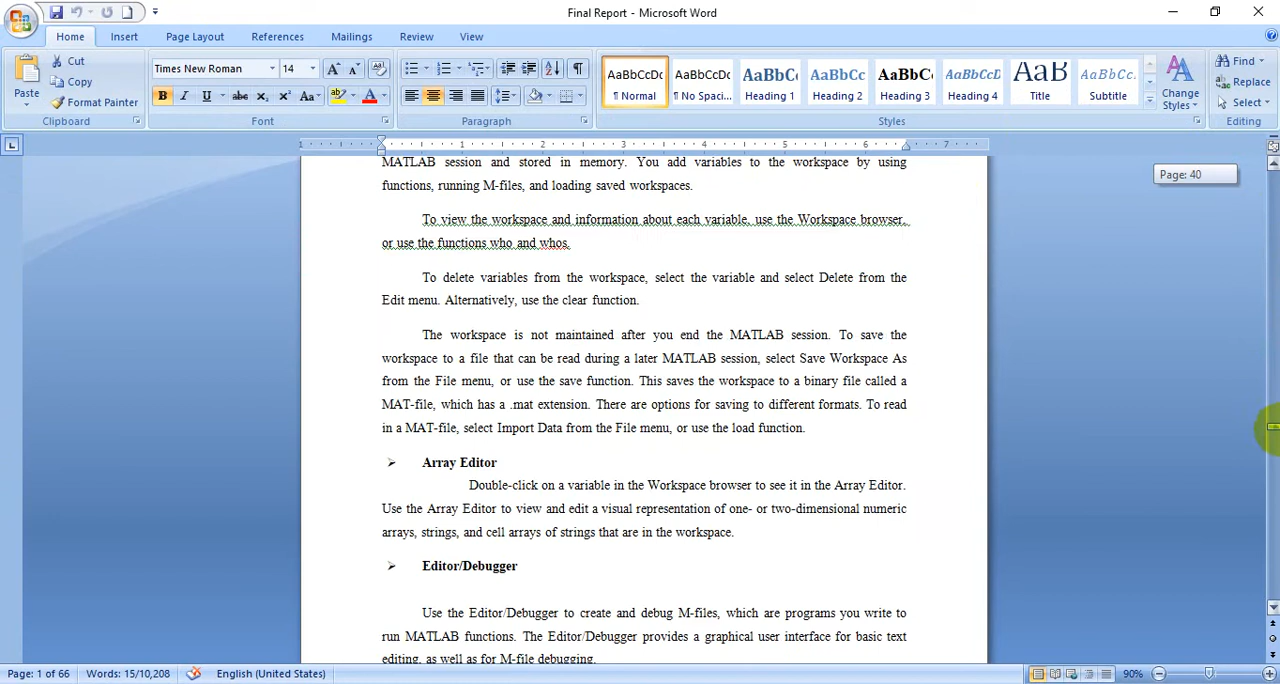 Final Report - Microsoft Word
Home Insert Page Layout References Mailings Review View
Paste
Cut
Copy
Format Painter
Clipboard
Times New Roman 14
B I U abc X₂ X² Aa
Font
Paragraph
AaBbCcDc AaBbCcDc AaBbC( AaBbCc AaBbCc AaBbCcD AaB AaBbCc.
¶ Normal ¶ No Spaci... Heading 1 Heading 2 Heading 3 Heading 4 Title Subtitle
Styles
Change
Styles
Find
Replace
Select
Editing
1 1 2 3 4 5 6 7
Page: 40
MATLAB session and stored in memory. You add variables to the workspace by using
functions, running M-files, and loading saved workspaces.
To view the workspace and information about each variable, use the Workspace browser,
or use the functions who and whos.
To delete variables from the workspace, select the variable and select Delete from the
Edit menu. Alternatively, use the clear function.
The workspace is not maintained after you end the MATLAB session. To save the
workspace to a file that can be read during a later MATLAB session, select Save Workspace As
from the File menu, or use the save function. This saves the workspace to a binary file called a
MAT-file, which has a .mat extension. There are options for saving to different formats. To read
in a MAT-file, select Import Data from the File menu, or use the load function.
➢ Array Editor
Double-click on a variable in the Workspace browser to see it in the Array Editor.
Use the Array Editor to view and edit a visual representation of one- or two-dimensional numeric
arrays, strings, and cell arrays of strings that are in the workspace.
➢ Editor/Debugger
Use the Editor/Debugger to create and debug M-files, which are programs you write to
run MATLAB functions. The Editor/Debugger provides a graphical user interface for basic text
editing, as well as for M-file debugging.
Page: 1 of 66 Words: 15/10,208 English (United States) 90%